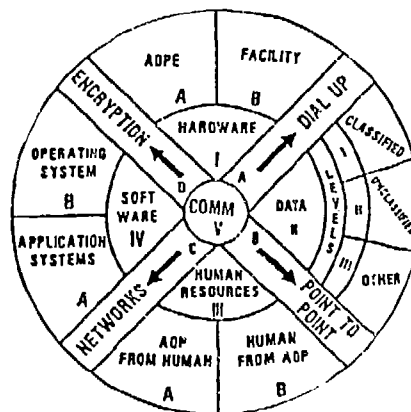 ADPE
A
FACILITY
B
ENCRYPTION
D
DIAL UP
A
HARDWARE
I
CLASSIFIED
I
UNCLASSIFIED
II
OTHER
III
LEVELS
DATA
II
OPERATING
SYSTEM
B
APPLICATION
SYSTEMS
A
SOFT
WARE
IV
COMM
V
NETWORKS
C
POINT TO
POINT
B
HUMAN
RESOURCES
III
ADP
FROM HUMAN
A
HUMAN
FROM ADP
B